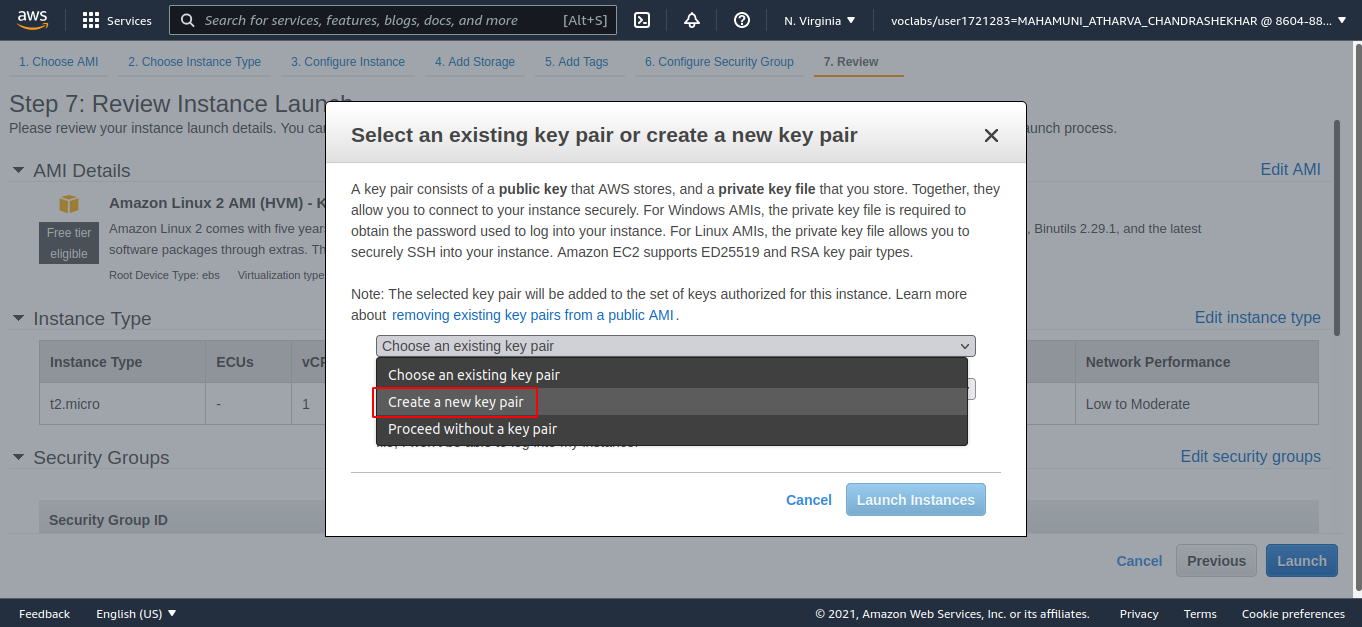 aws
Services
Search for services, features, blogs, docs, and more [Alt+S]
N. Virginia
voclabs/user1721283=MAHAMUNI_ATHARVA_CHANDRASHEKHAR @ 8604-88...
1. Choose AMI 2. Choose Instance Type 3. Configure Instance 4. Add Storage 5. Add Tags 6. Configure Security Group 7. Review
Step 7: Review Instance Launch
Please review your instance launch details. You can
launch process.
AMI Details
Edit AMI
Amazon Linux 2 AMI (HVM) - K
Free tier eligible
Amazon Linux 2 comes with five years
, Binutils 2.29.1, and the latest
software packages through extras. Th
Root Device Type: ebs Virtualization type
Instance Type
Edit instance type
Instance Type ECUs vCP Network Performance
t2.micro - 1 Low to Moderate
Security Groups
Edit security groups
Security Group ID
Select an existing key pair or create a new key pair
A key pair consists of a public key that AWS stores, and a private key file that you store. Together, they
allow you to connect to your instance securely. For Windows AMIs, the private key file is required to
obtain the password used to log into your instance. For Linux AMIs, the private key file allows you to
securely SSH into your instance. Amazon EC2 supports ED25519 and RSA key pair types.
Note: The selected key pair will be added to the set of keys authorized for this instance. Learn more
about removing existing key pairs from a public AMI.
Choose an existing key pair
Choose an existing key pair
Create a new key pair
Proceed without a key pair
file, I won't be able to log into my instance.
Cancel Launch Instances
Cancel Previous Launch
Feedback English (US) © 2021, Amazon Web Services, Inc. or its affiliates. Privacy Terms Cookie preferences